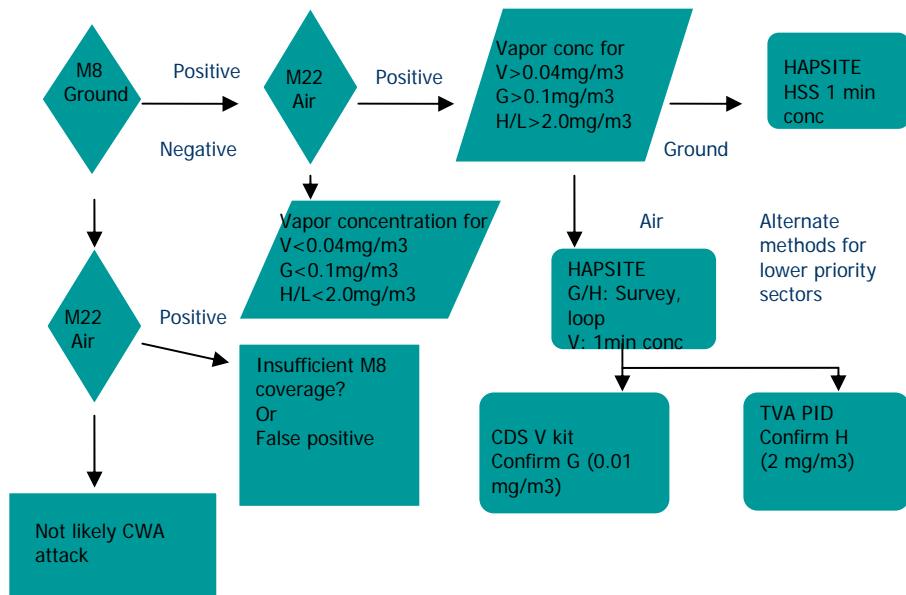 M8
Ground
Positive
Negative
M22
Air
Positive
Vapor conc for
V>0.04mg/m3
G>0.1mg/m3
H/L>2.0mg/m3
HAPSITE
HSS 1 min
conc
Ground
Vapor concentration for
V<0.04mg/m3
G<0.1mg/m3
H/L<2.0mg/m3
Air
Alternate
methods for
lower priority
sectors
HAPSITE
G/H: Survey,
loop
V: 1min conc
M22
Air
Positive
Insufficient M8
coverage?
Or
False positive
CDS V kit
Confirm G (0.01
mg/m3)
TVA PID
Confirm H
(2 mg/m3)
Not likely CWA
attack